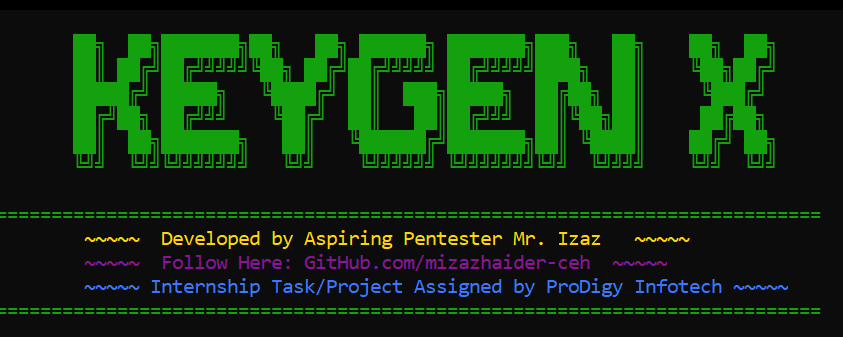 KEYGEN X
~~~~~ Developed by Aspiring Pentester Mr. Izaz ~~~~~
~~~~~ Follow Here: GitHub.com/mizazhaider-ceh ~~~~~
~~~~~ Internship Task/Project Assigned by ProDigy Infotech ~~~~~